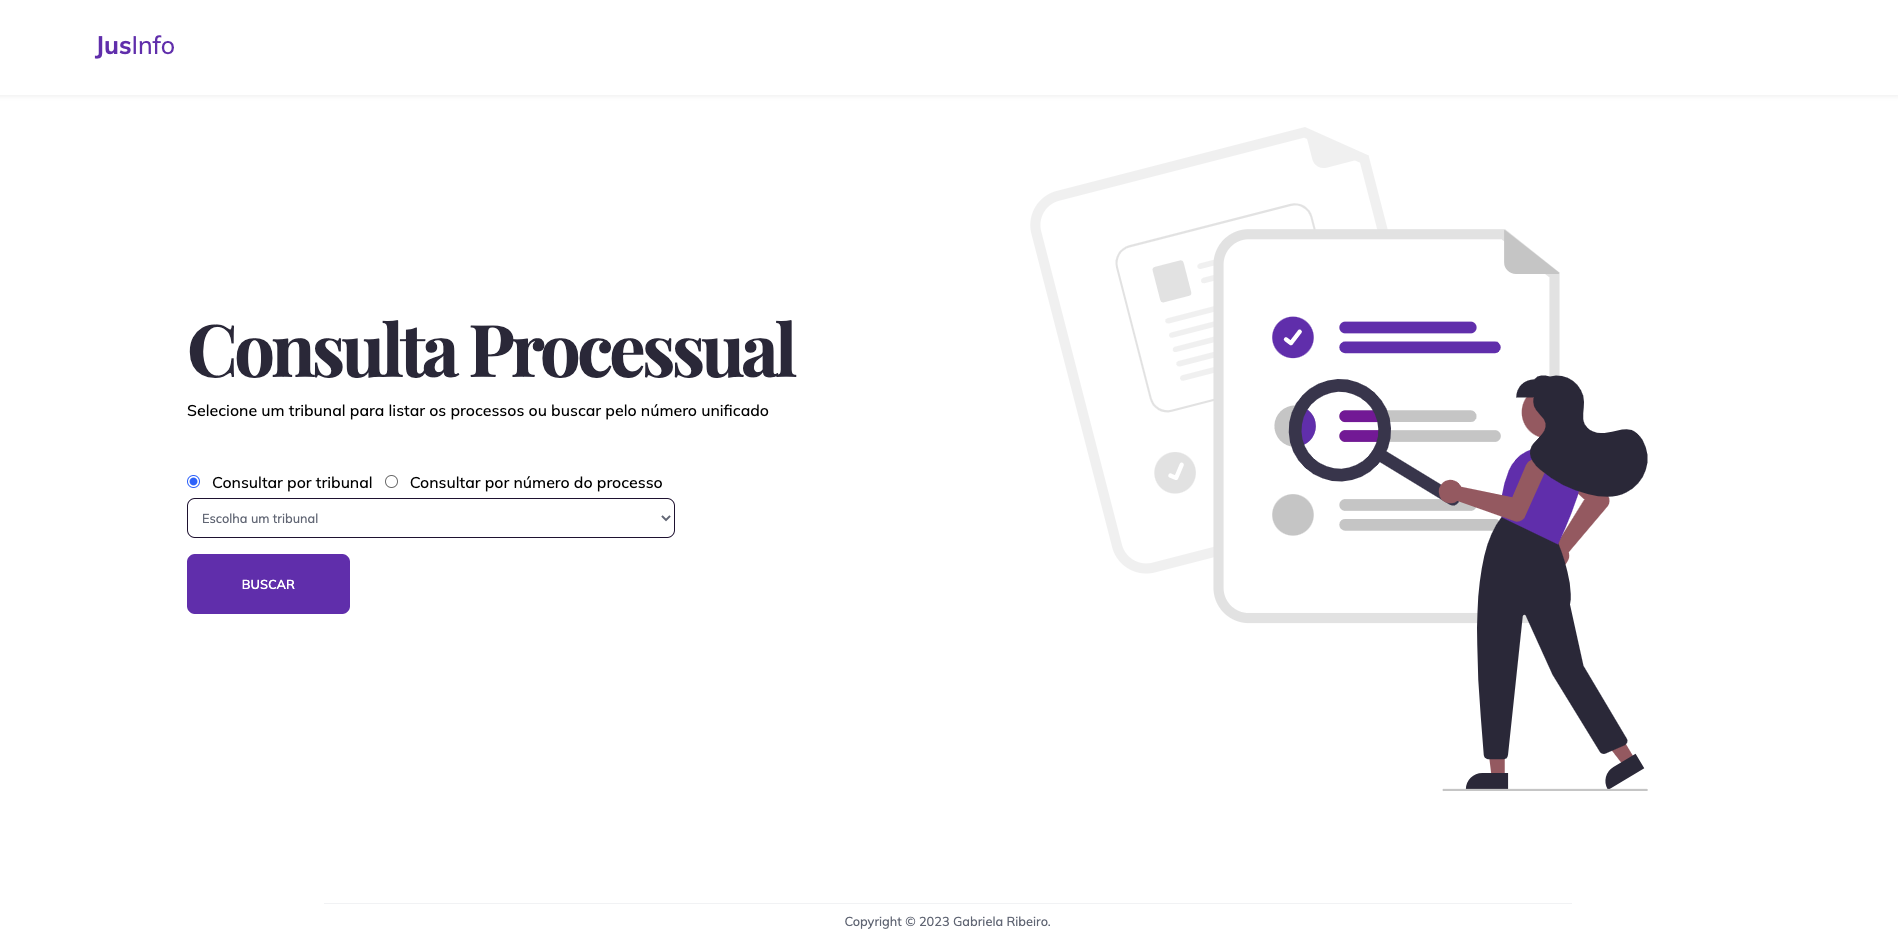 JusInfo
Consulta Processual
Selecione um tribunal para listar os processos ou buscar pelo número unificado
Consultar por tribunal Consultar por número do processo
Escolha um tribunal
BUSCAR
Copyright © 2023 Gabriela Ribeiro.